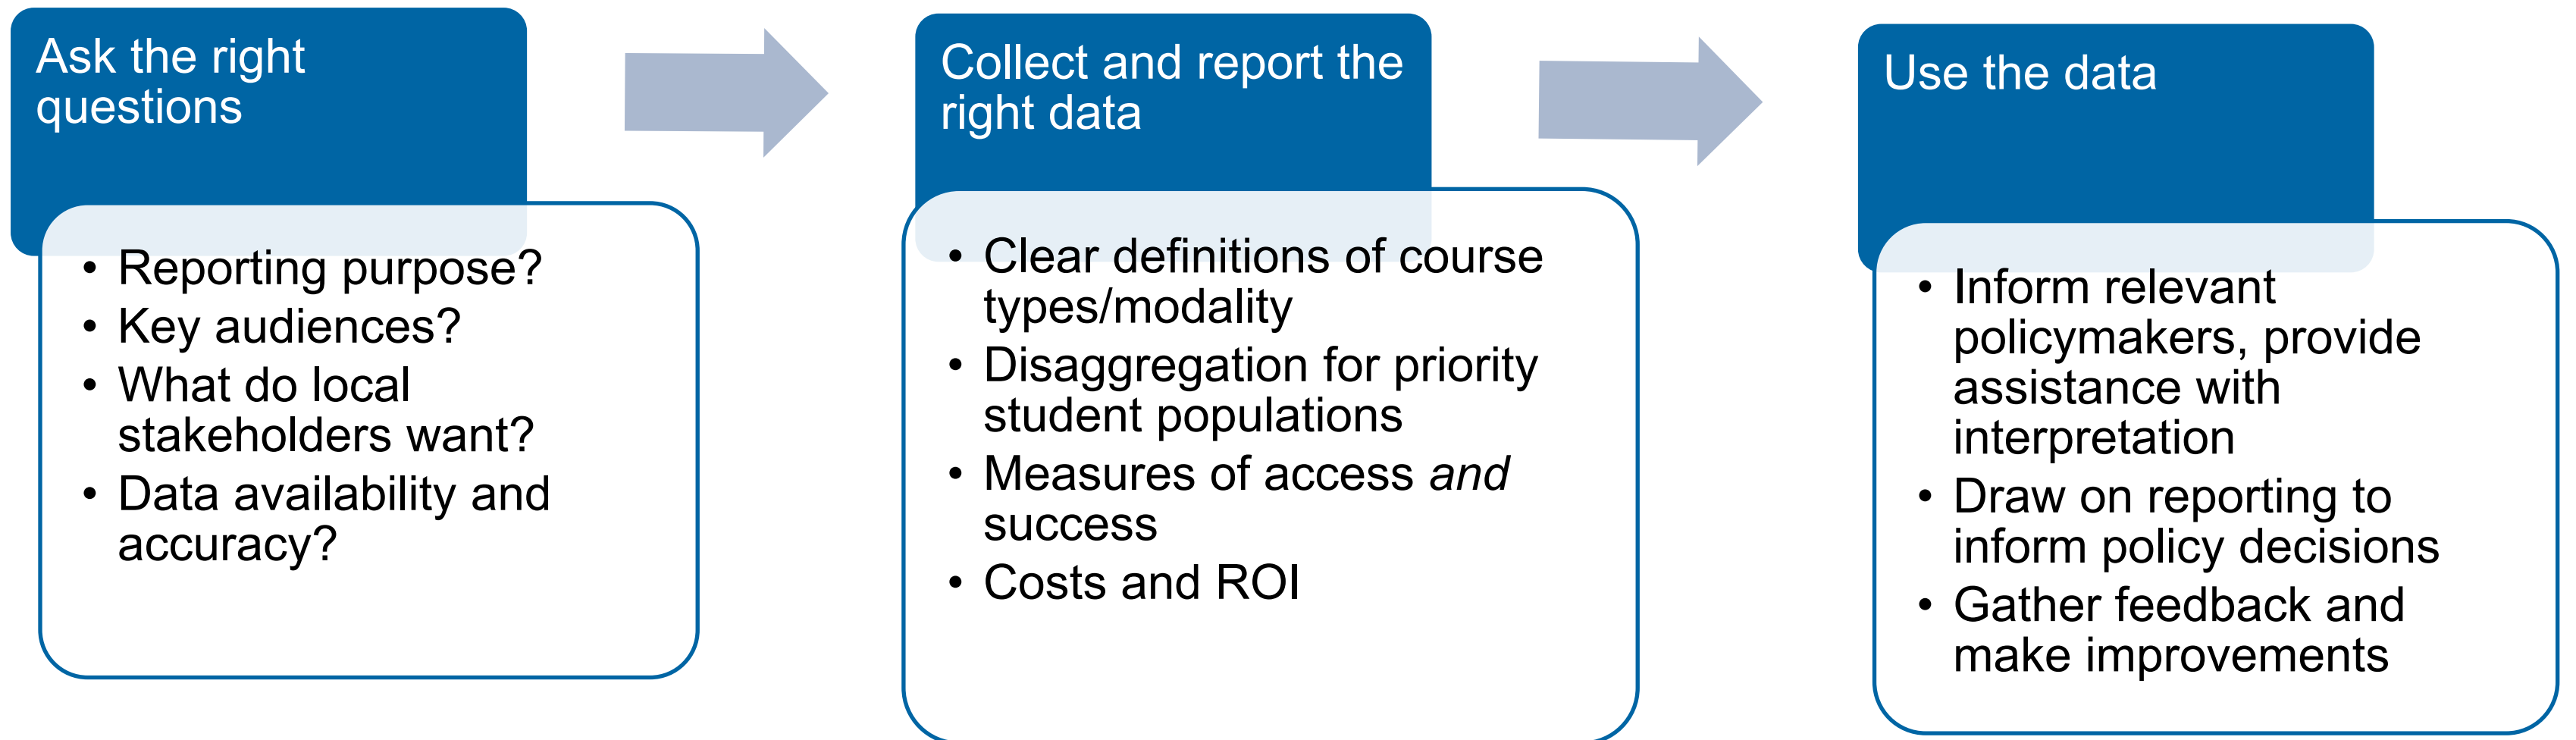 Ask the right
questions
• Reporting purpose?
• Key audiences?
• What do local
stakeholders want?
• Data availability and
accuracy?
Collect and report the
right data
• Clear definitions of course
types/modality
• Disaggregation for priority
student populations
• Measures of access and
success
• Costs and ROI
Use the data
• Inform relevant
policymakers, provide
assistance with
interpretation
• Draw on reporting to
inform policy decisions
• Gather feedback and
make improvements